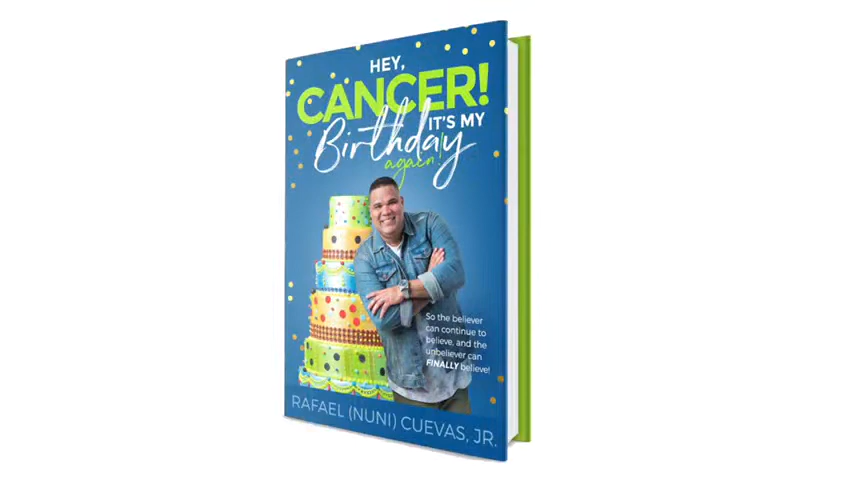 HEY,
CANCER!
IT'S MY
Birthday
again!
So the believer
can continue to
believe, and the
unbeliever can
FINALLY believe!
RAFAEL (NUNI) CUEVAS, JR.